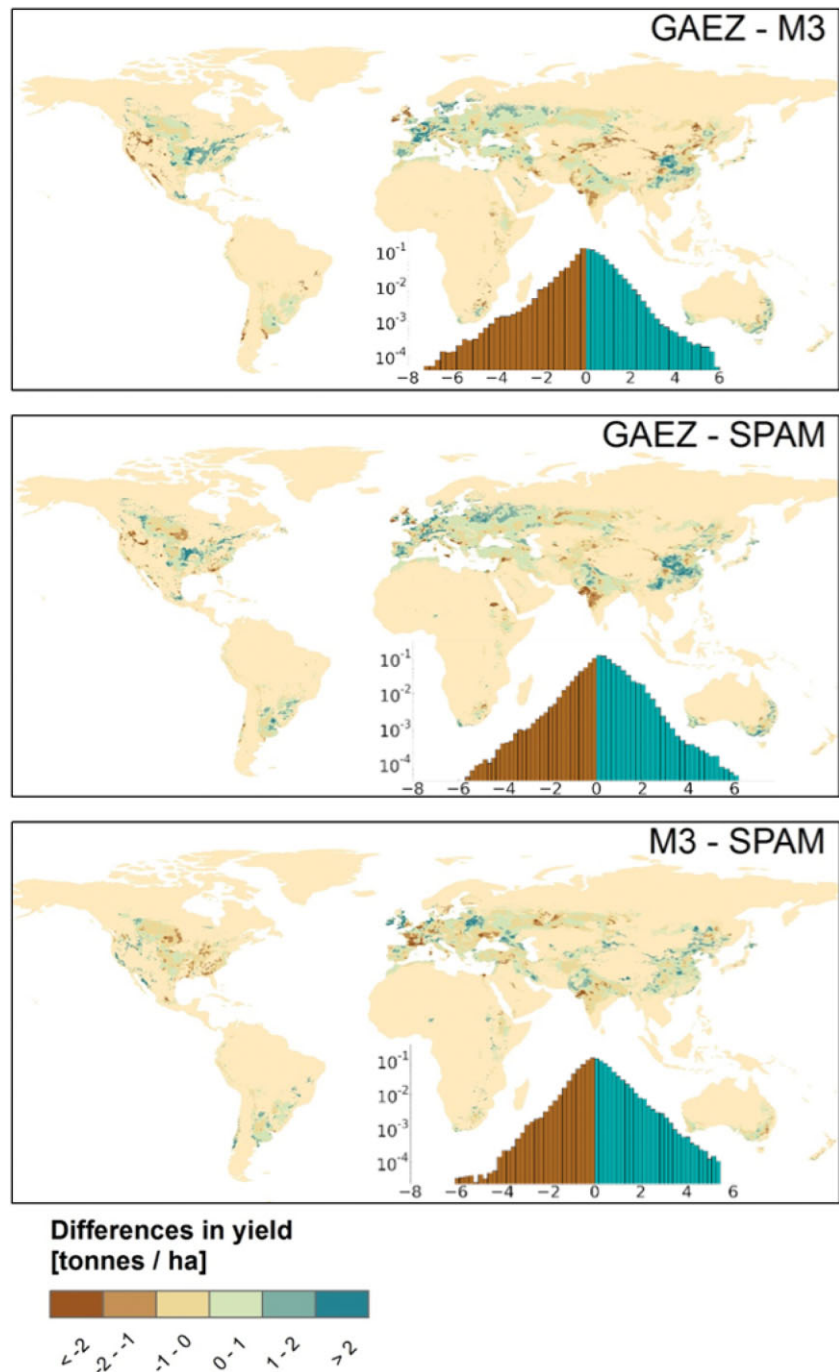 GAEZ - M3
10-1
10-2
10-3
10-4
-8 -6 -4 -2 0 2 4 6
GAEZ - SPAM
10-1
10-2
10-3
10-4
-8 -6 -4 -2 0 2 4 6
M3 - SPAM
10-1
10-2
10-3
10-4
-8 -6 -4 -2 0 2 4 6
Differences in yield
[tonnes / ha]
< -2 -2 - -1 -1 - 0 0 - 1 1 - 2 > 2